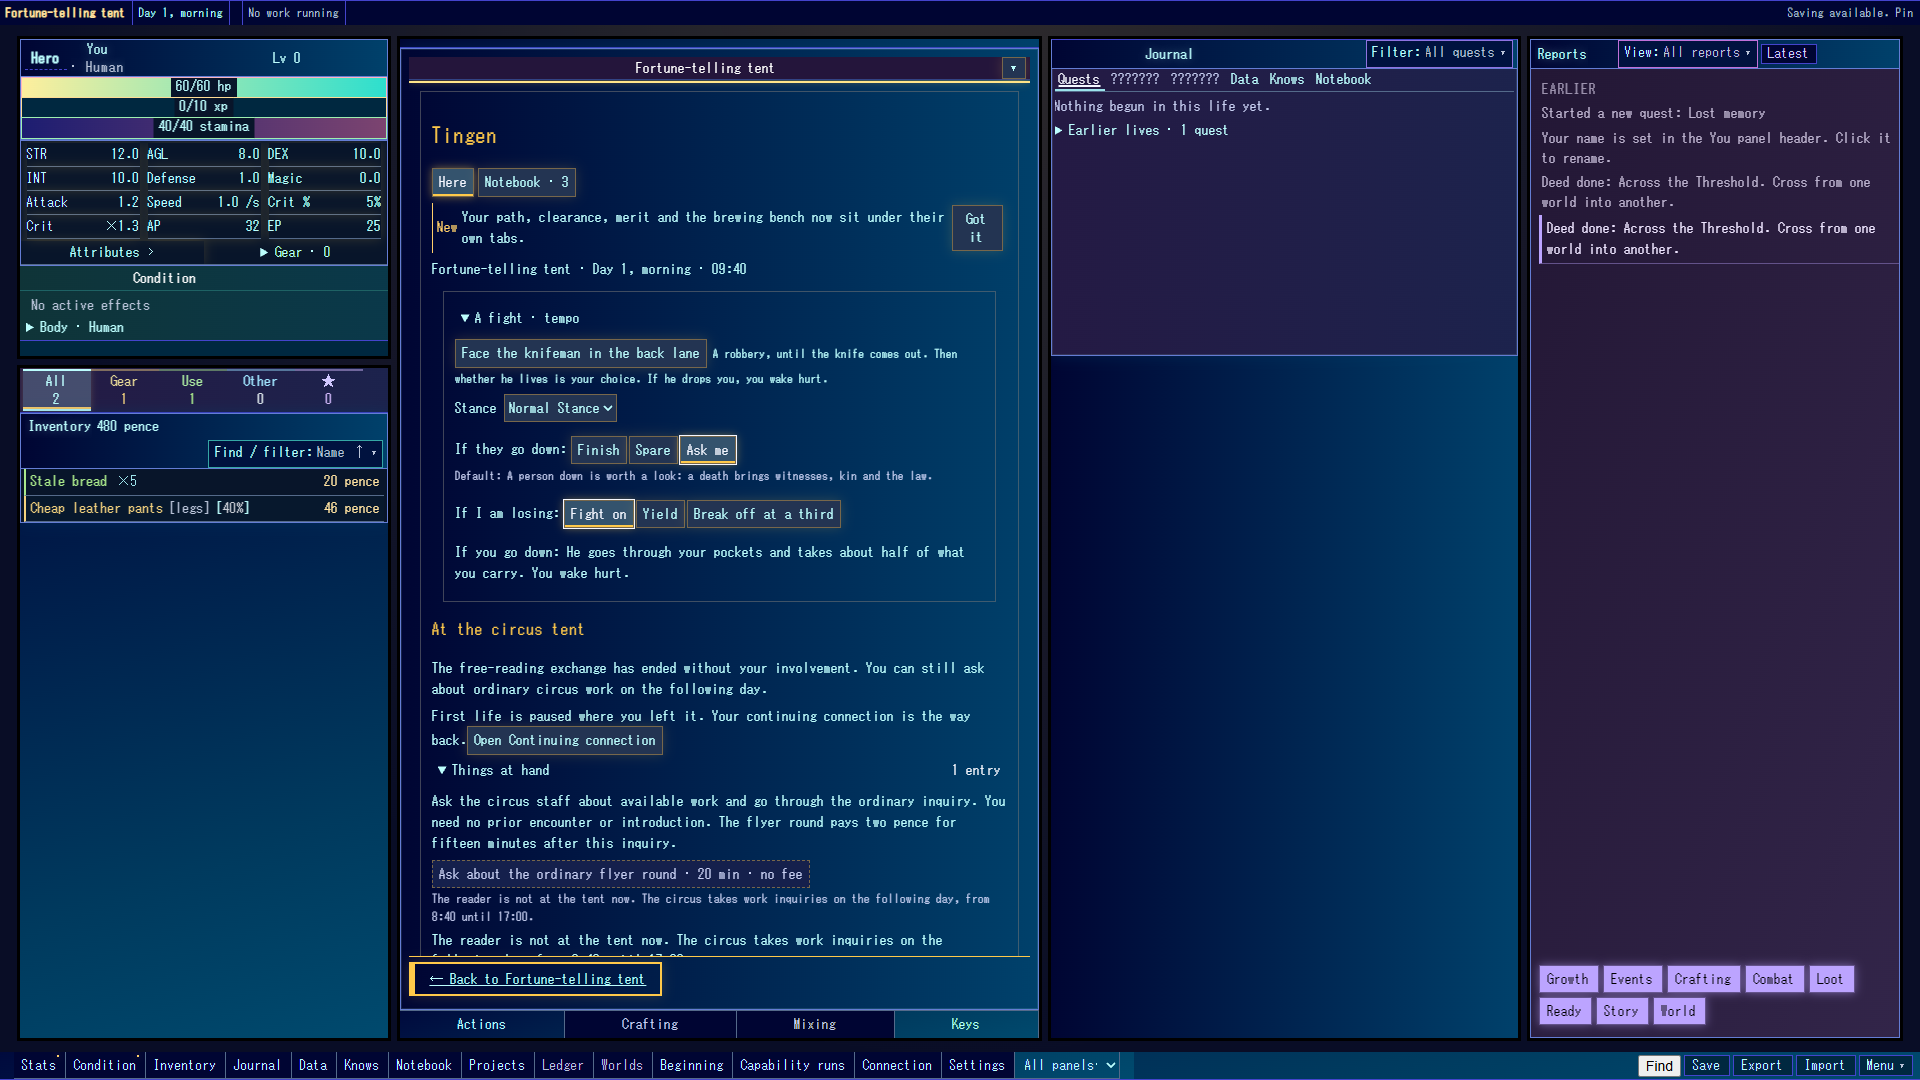 Fortune-telling tent
Day 1, morning
No work running
Saving available. Pin
Hero · You
Human
Lv 0
60/60 hp
0/10 xp
40/40 stamina
STR 12.0 AGL 8.0 DEX 10.0
INT 10.0 Defense 1.0 Magic 0.0
Attack 1.2 Speed 1.0 /s Crit % 5%
Crit ×1.3 AP 32 EP 25
Attributes >
▶ Gear · 0
Condition
No active effects
▶ Body · Human
All Gear Use Other ★
2 1 1 0 0
Inventory 480 pence
Find / filter: Name ↑ ▾
Stale bread ×5 20 pence
Cheap leather pants [legs] [40%] 46 pence
Fortune-telling tent ▾
Tingen
Here
Notebook · 3
New
Your path, clearance, merit and the brewing bench now sit under their
own tabs.
Got
it
Fortune-telling tent · Day 1, morning · 09:40
▼ A fight · tempo
Face the knifeman in the back lane A robbery, until the knife comes out. Then
whether he lives is your choice. If he drops you, you wake hurt.
Stance Normal Stance
If they go down: Finish Spare Ask me
Default: A person down is worth a look: a death brings witnesses, kin and the law.
If I am losing: Fight on Yield Break off at a third
If you go down: He goes through your pockets and takes about half of what
you carry. You wake hurt.
At the circus tent
The free-reading exchange has ended without your involvement. You can still ask
about ordinary circus work on the following day.
First life is paused where you left it. Your continuing connection is the way
back. Open Continuing connection
▼ Things at hand 1 entry
Ask the circus staff about available work and go through the ordinary inquiry. You
need no prior encounter or introduction. The flyer round pays two pence for
fifteen minutes after this inquiry.
Ask about the ordinary flyer round · 20 min · no fee
The reader is not at the tent now. The circus takes work inquiries on the following day, from
8:40 until 17:00.
The reader is not at the tent now. The circus takes work inquiries on the
← Back to Fortune-telling tent
Actions Crafting Mixing Keys
Journal
Filter: All quests ▾
Quests ??????? ??????? Data Knows Notebook
Nothing begun in this life yet.
▶ Earlier lives · 1 quest
Reports
View: All reports ▾
Latest
EARLIER
Started a new quest: Lost memory
Your name is set in the You panel header. Click it
to rename.
Deed done: Across the Threshold. Cross from one
world into another.
Deed done: Across the Threshold. Cross from one
world into another.
Growth Events Crafting Combat Loot
Ready Story World
Stats Condition Inventory Journal Data Knows Notebook Projects Ledger Worlds Beginning Capability runs Connection Settings All panels·
Find Save Export Import Menu ▾